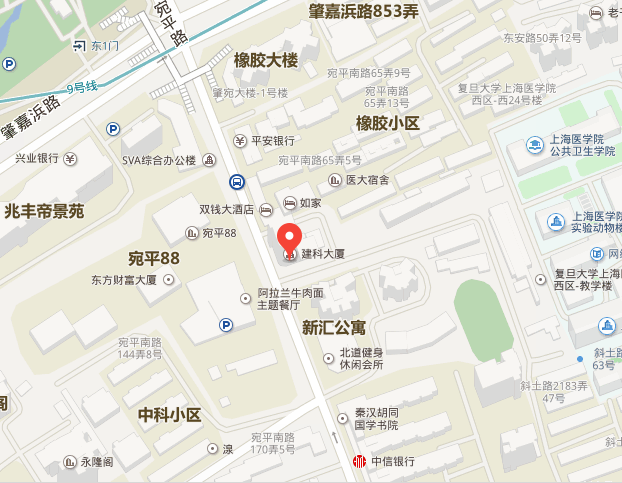 肇嘉浜路853弄
老干
宛平路
东1门
东安路50弄12号
橡胶大楼
宛平南路65弄9号
9号线
肇宛大楼-1号楼
宛平南路
65弄13号
复旦大学上海医学院
西区-西24号楼
肇嘉浜路
橡胶小区
平安银行
上海医学院
公共卫生学院
兴业银行
SVA综合办公楼
宛平南路65弄5号
医大宿舍
兆丰帝景苑
双钱大酒店
如家
上海医学院
实验动物楼
宛平88
宛平88
建科大厦
网络
东方财富大厦
复旦大学上海医
西区-教学楼
阿拉兰牛肉面
主题餐厅
新汇公寓
宛平南路
144弄8号
北道健身
休闲会所
斜土路
63号
斜土路2183弄
47号
阁
中科小区
秦汉胡同
国学书院
宛平南路
170弄5号
湶
永隆阁
中信银行
斜土路
4号